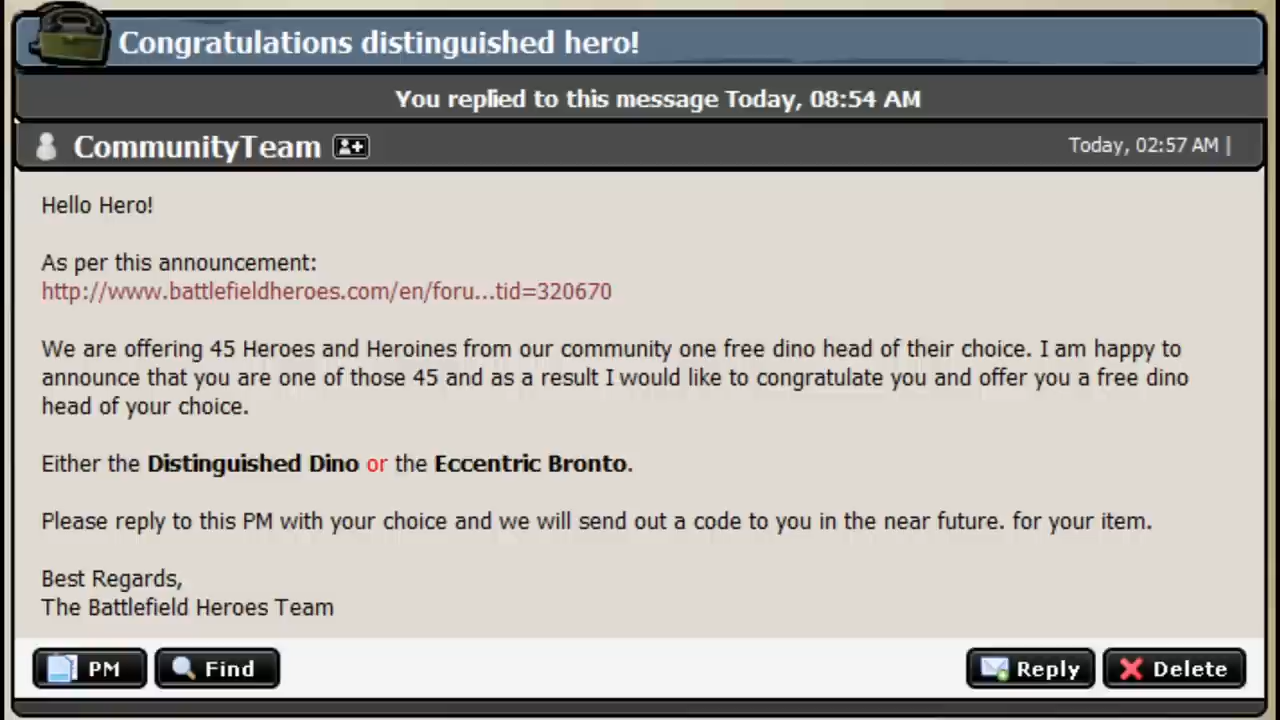 Congratulations distinguished hero!
You replied to this message Today, 08:54 AM
CommunityTeam
Today, 02:57 AM |
Hello Hero!
As per this announcement:
http://www.battlefieldheroes.com/en/foru...tid=320670
We are offering 45 Heroes and Heroines from our community one free dino head of their choice. I am happy to
announce that you are one of those 45 and as a result I would like to congratulate you and offer you a free dino
head of your choice.
Either the Distinguished Dino or the Eccentric Bronto.
Please reply to this PM with your choice and we will send out a code to you in the near future. for your item.
Best Regards,
The Battlefield Heroes Team
PM
Find
Reply
Delete